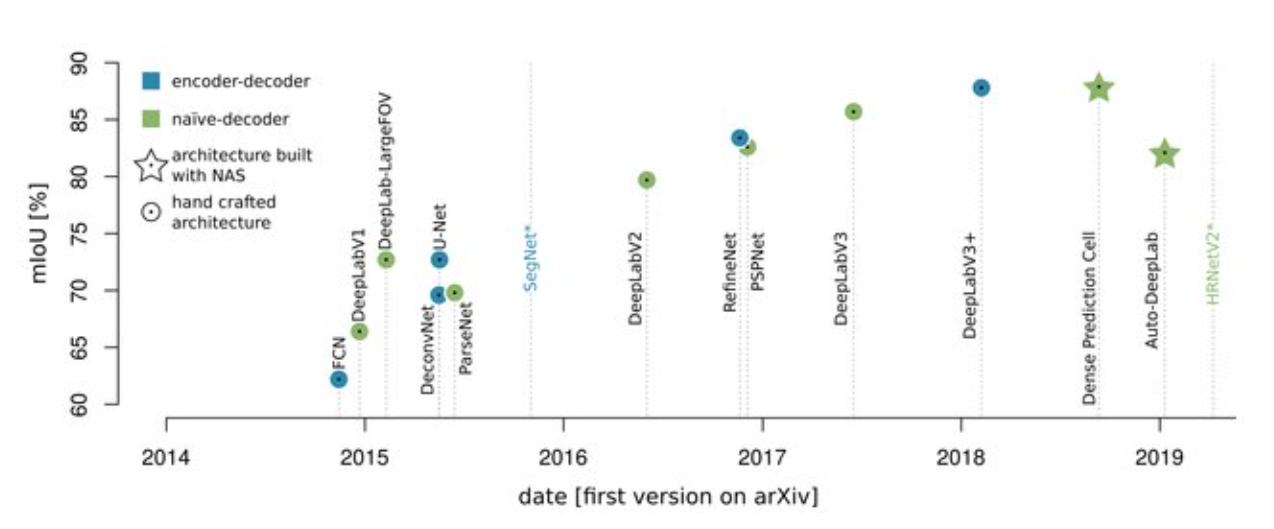 90
85
80
75
70
65
60
mIoU [%]
encoder-decoder
naïve-decoder
architecture built
with NAS
hand crafted
architecture
FCN
DeepLabV1
DeepLab-LargeFOV
DeconvNet
U-Net
ParseNet
SegNet*
DeepLabV2
RefineNet
PSPNet
DeepLabV3
DeepLabV3+
Dense Prediction Cell
Auto-DeepLab
HRNetV2*
2014
2015
2016
2017
2018
2019
date [first version on arXiv]